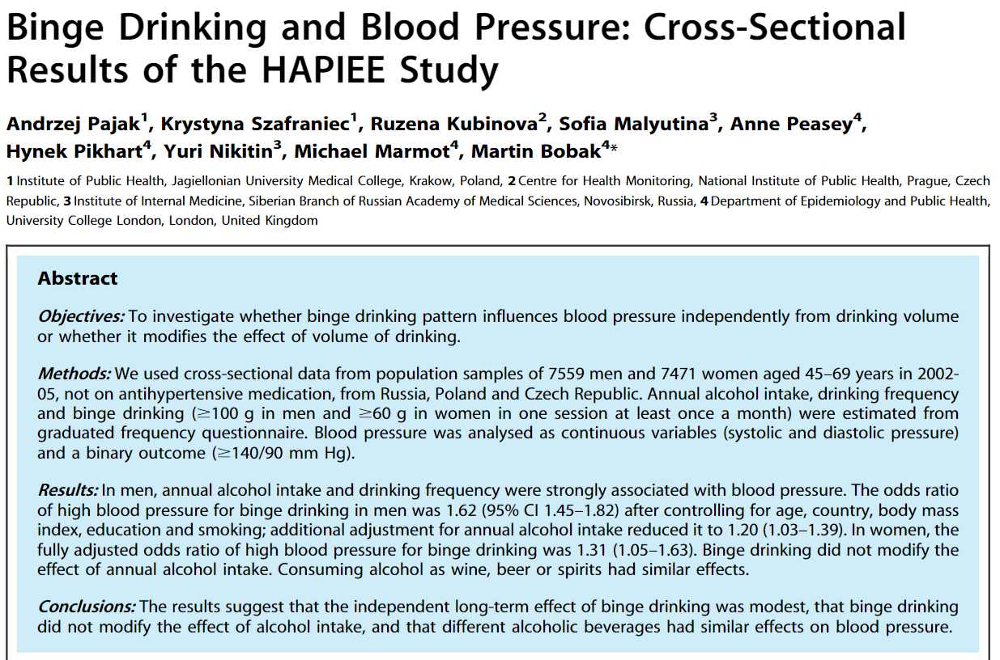 Binge Drinking and Blood Pressure: Cross-Sectional
Results of the HAPIEE Study
Andrzej Pajak1, Krystyna Szafraniec1, Ruzena Kubinova2, Sofia Malyutina3, Anne Peasey4,
Hynek Pikhart4, Yuri Nikitin3, Michael Marmot4, Martin Bobak4*
1 Institute of Public Health, Jagiellonian University Medical College, Krakow, Poland, 2 Centre for Health Monitoring, National Institute of Public Health, Prague, Czech
Republic, 3 Institute of Internal Medicine, Siberian Branch of Russian Academy of Medical Sciences, Novosibirsk, Russia, 4 Department of Epidemiology and Public Health,
University College London, London, United Kingdom
Abstract
Objectives: To investigate whether binge drinking pattern influences blood pressure independently from drinking volume
or whether it modifies the effect of volume of drinking.
Methods: We used cross-sectional data from population samples of 7559 men and 7471 women aged 45–69 years in 2002-
05, not on antihypertensive medication, from Russia, Poland and Czech Republic. Annual alcohol intake, drinking frequency
and binge drinking (≥100 g in men and ≥60 g in women in one session at least once a month) were estimated from
graduated frequency questionnaire. Blood pressure was analysed as continuous variables (systolic and diastolic pressure)
and a binary outcome (≥140/90 mm Hg).
Results: In men, annual alcohol intake and drinking frequency were strongly associated with blood pressure. The odds ratio
of high blood pressure for binge drinking in men was 1.62 (95% CI 1.45–1.82) after controlling for age, country, body mass
index, education and smoking; additional adjustment for annual alcohol intake reduced it to 1.20 (1.03–1.39). In women, the
fully adjusted odds ratio of high blood pressure for binge drinking was 1.31 (1.05–1.63). Binge drinking did not modify the
effect of annual alcohol intake. Consuming alcohol as wine, beer or spirits had similar effects.
Conclusions: The results suggest that the independent long-term effect of binge drinking was modest, that binge drinking
did not modify the effect of alcohol intake, and that different alcoholic beverages had similar effects on blood pressure.